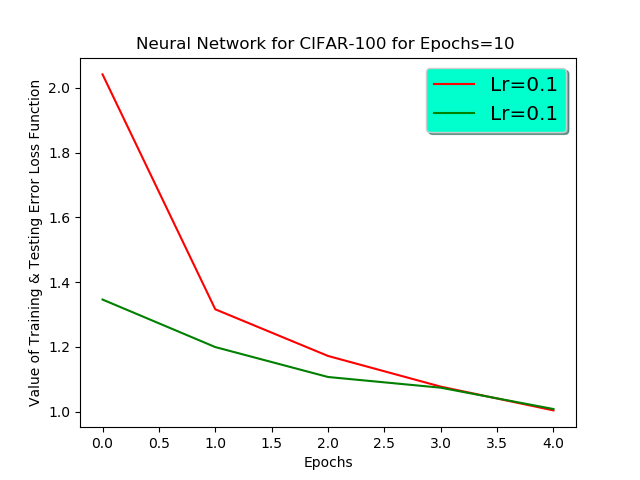 Neural Network for CIFAR-100 for Epochs=10
Lr=0.1
Lr=0.1
Value of Training & Testing Error Loss Function
2.0
1.8
1.6
1.4
1.2
1.0
0.0 0.5 1.0 1.5 2.0 2.5 3.0 3.5 4.0
Epochs